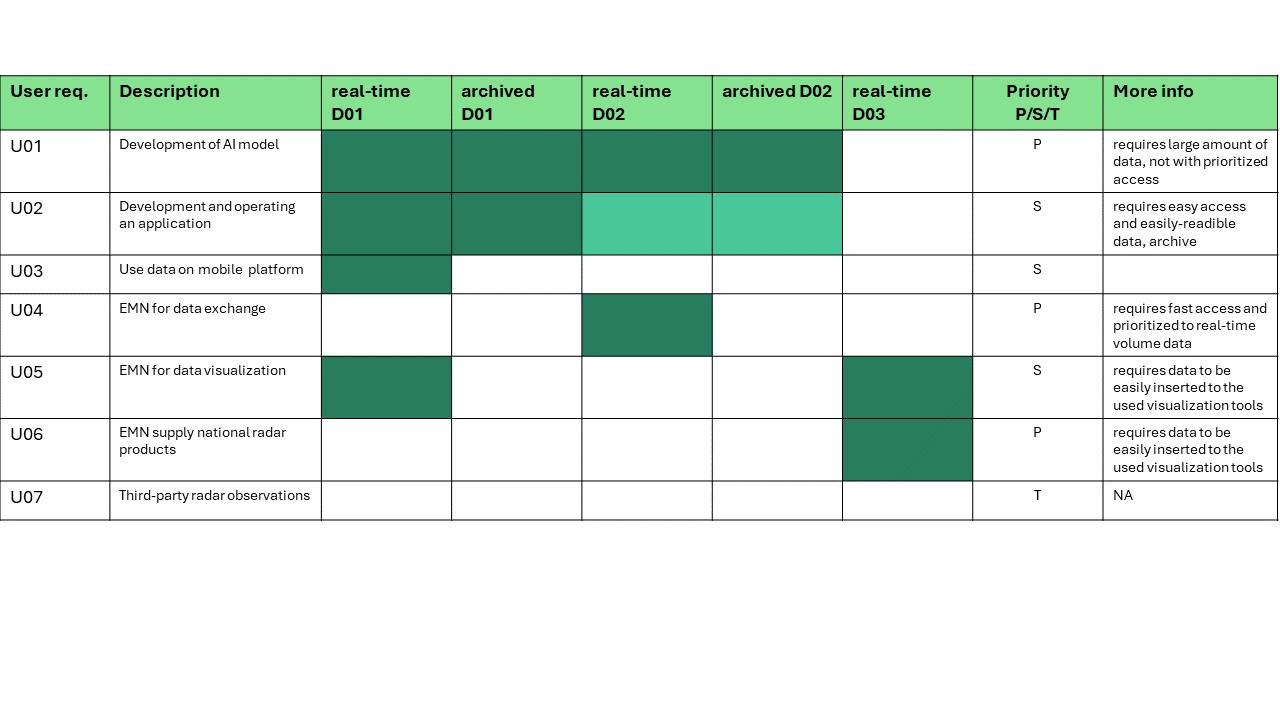 User req. Description real-time archived real-time archived D02 real-time Priority More info
D01 D01 D02 D03 P/S/T
U01 Development of AI model P requires large amount of
data, not with prioritized
access
U02 Development and operating S requires easy access
an application and easily-readible
data, archive
U03 Use data on mobile platform S
U04 EMN for data exchange P requires fast access and
prioritized to real-time
volume data
U05 EMN for data visualization S requires data to be
easily inserted to the
used visualization tools
U06 EMN supply national radar P requires data to be
products easily inserted to the
used visualization tools
U07 Third-party radar observations T NA